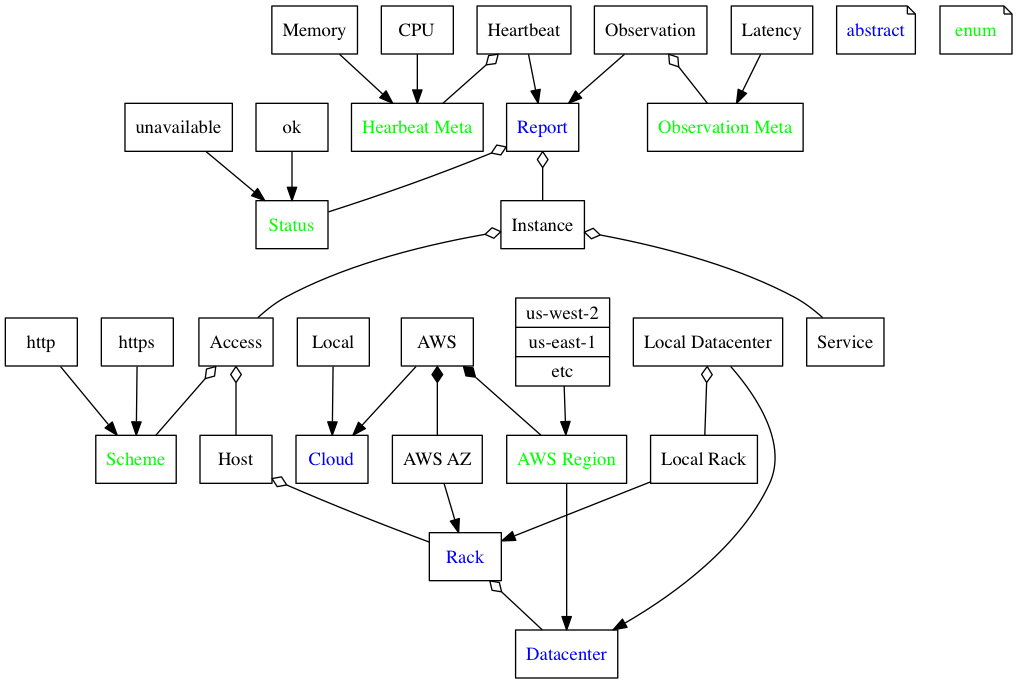 Memory
CPU
Heartbeat
Observation
Latency
abstract
enum
unavailable
ok
Hearbeat Meta
Report
Observation Meta
Status
Instance
http
https
Access
Local
AWS
us-west-2
us-east-1
etc
Local Datacenter
Service
Scheme
Host
Cloud
AWS AZ
AWS Region
Local Rack
Rack
Datacenter